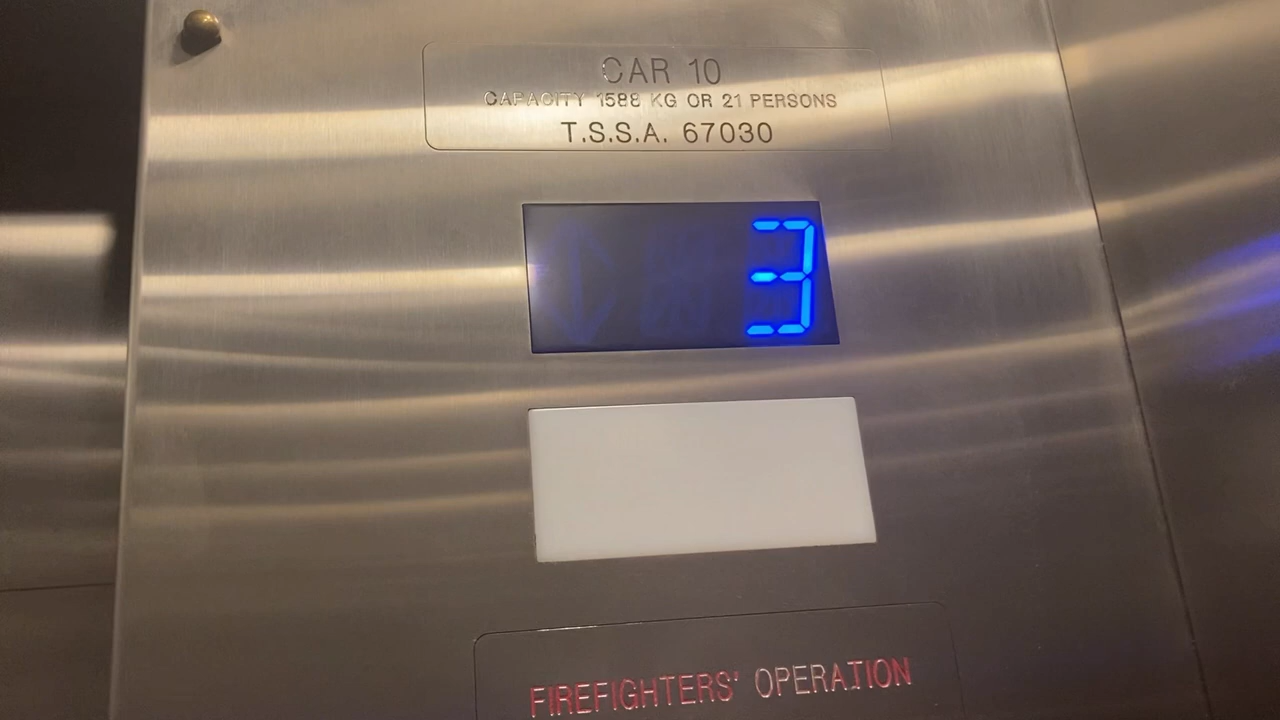 CAR 10
CAPACITY 1588 KG OR 21 PERSONS
T.S.S.A. 67030
3
FIREFIGHTERS' OPERATION